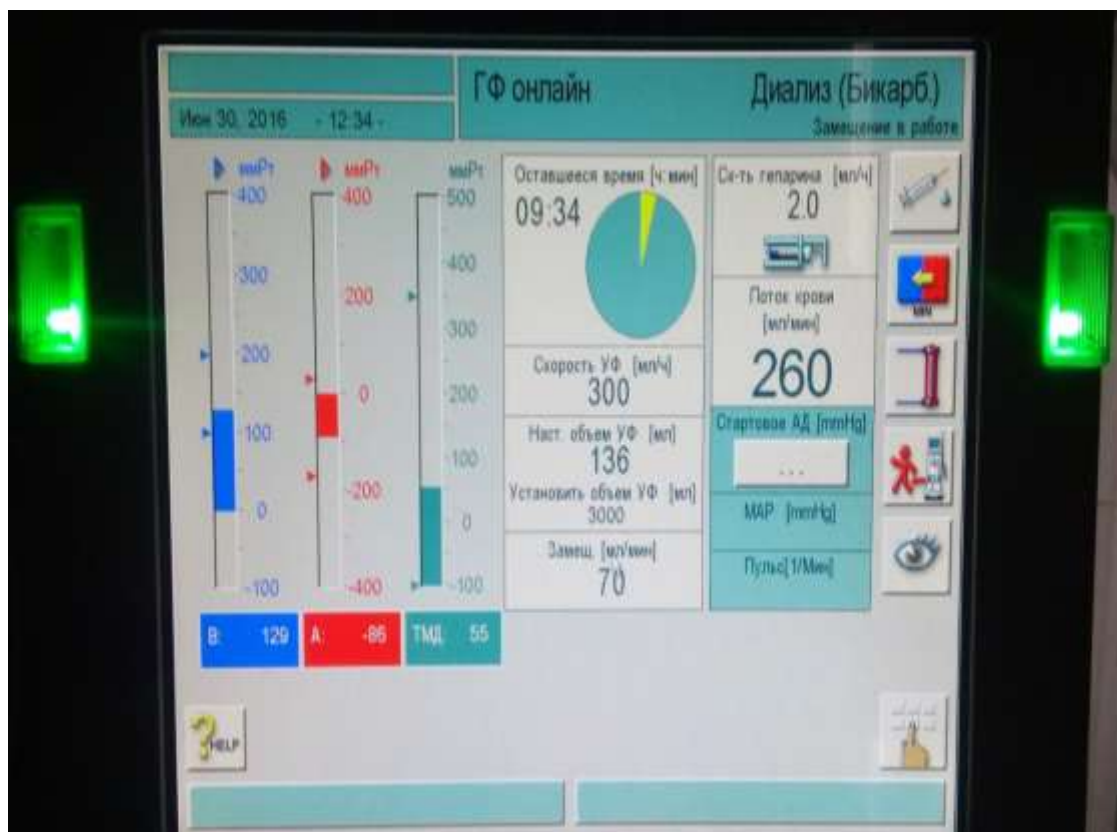 ГФ онлайн
Диализ (Бикарб.)
Июн 30, 2016 - 12:34 -
Замещение в работе
ммРт
400
300
200
100
0
-100
ммРт
400
200
0
-200
-400
ммРт
500
400
300
200
100
0
-100
В: 129
А: -86
ТМД 55
Оставшееся время [ч:мин]
09:34
Скорость УФ [мл/ч]
300
Наст. объем УФ [мл]
136
Установить объем УФ [мл]
3000
Замещ. [мл/мин]
70
Ск-ть гепарина [мл/ч]
2.0
Поток крови
[мл/мин]
260
Стартовое АД [mmHg]
...
MAP [mmHg]
Пульс[1/Мин]
HELP